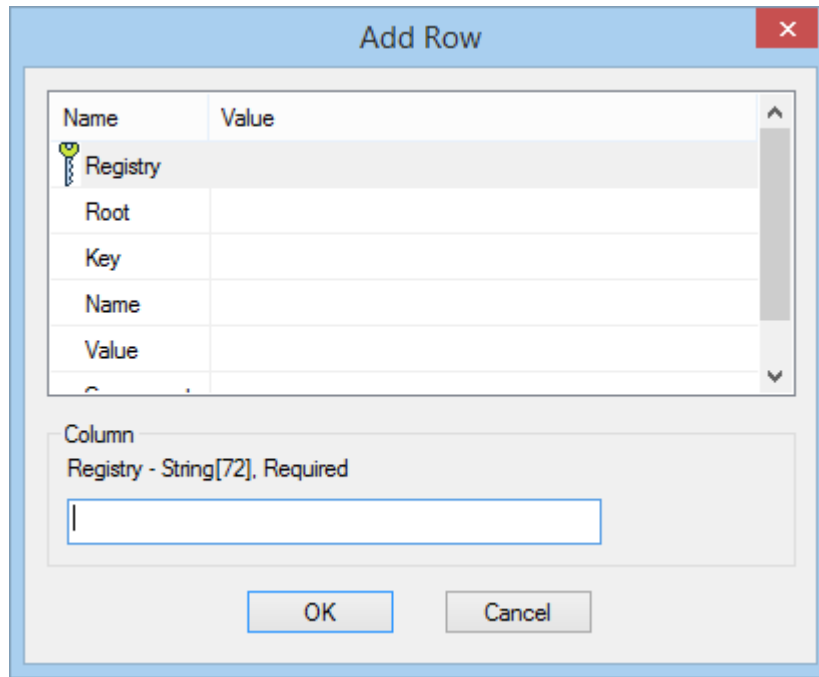 Add Row
Name Value
Registry
Root
Key
Name
Value
Column
Registry - String[72], Required
OK Cancel